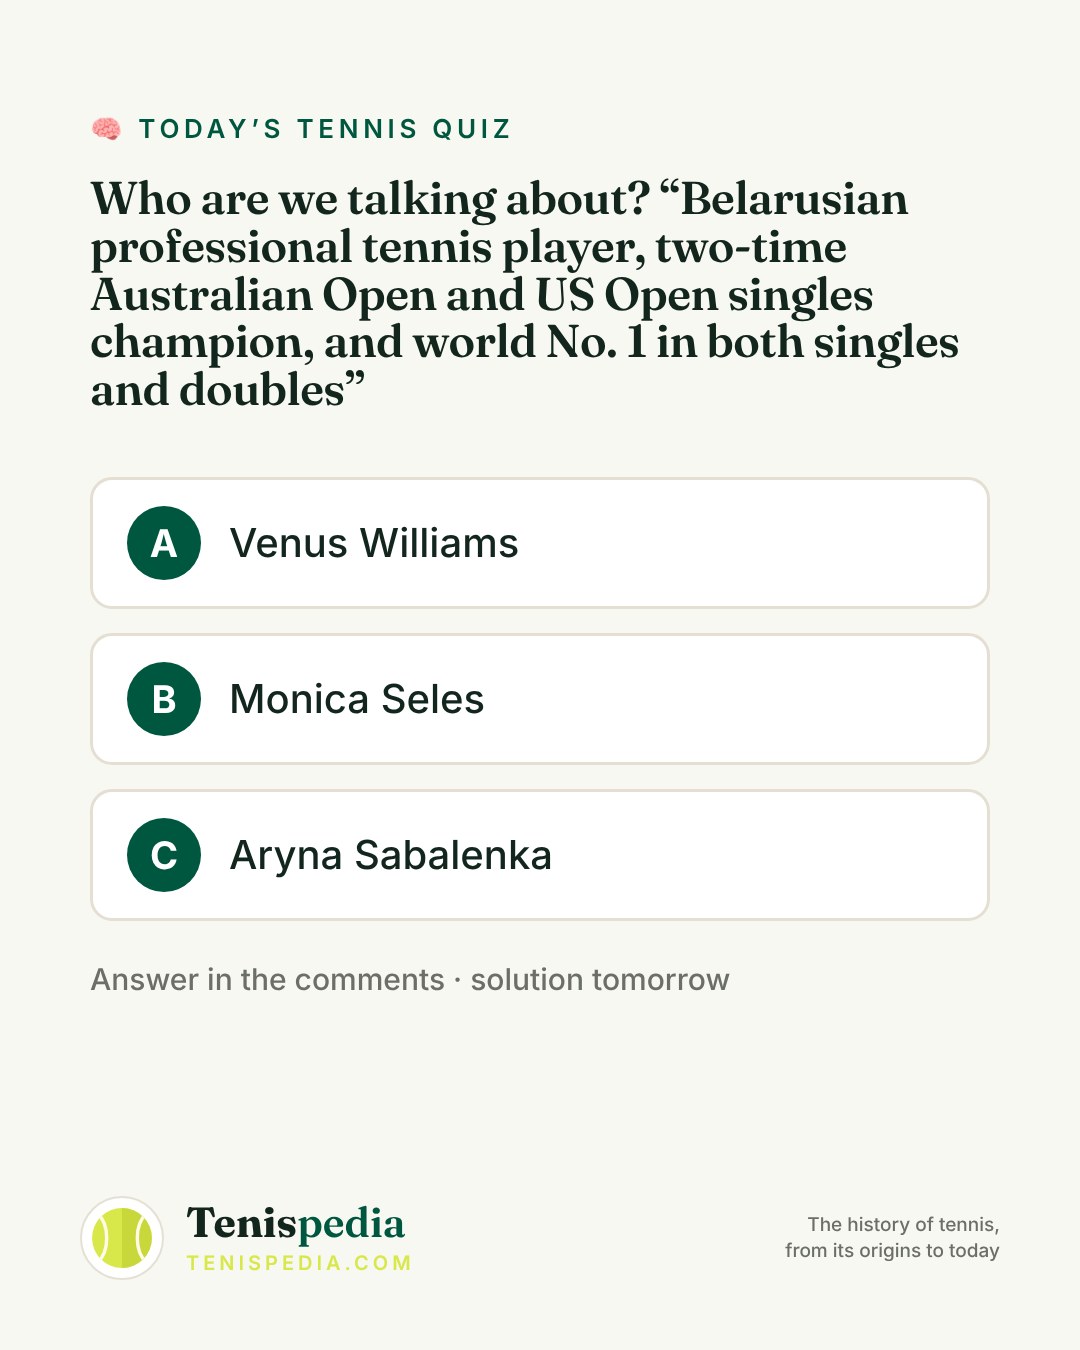 🧠 TODAY’S TENNIS QUIZ
Who are we talking about? “Belarusian
professional tennis player, two-time
Australian Open and US Open singles
champion, and world No. 1 in both singles
and doubles”
A Venus Williams
B Monica Seles
C Aryna Sabalenka
Answer in the comments · solution tomorrow
Tenispedia
TENISPEDIA.COM
The history of tennis,
from its origins to today